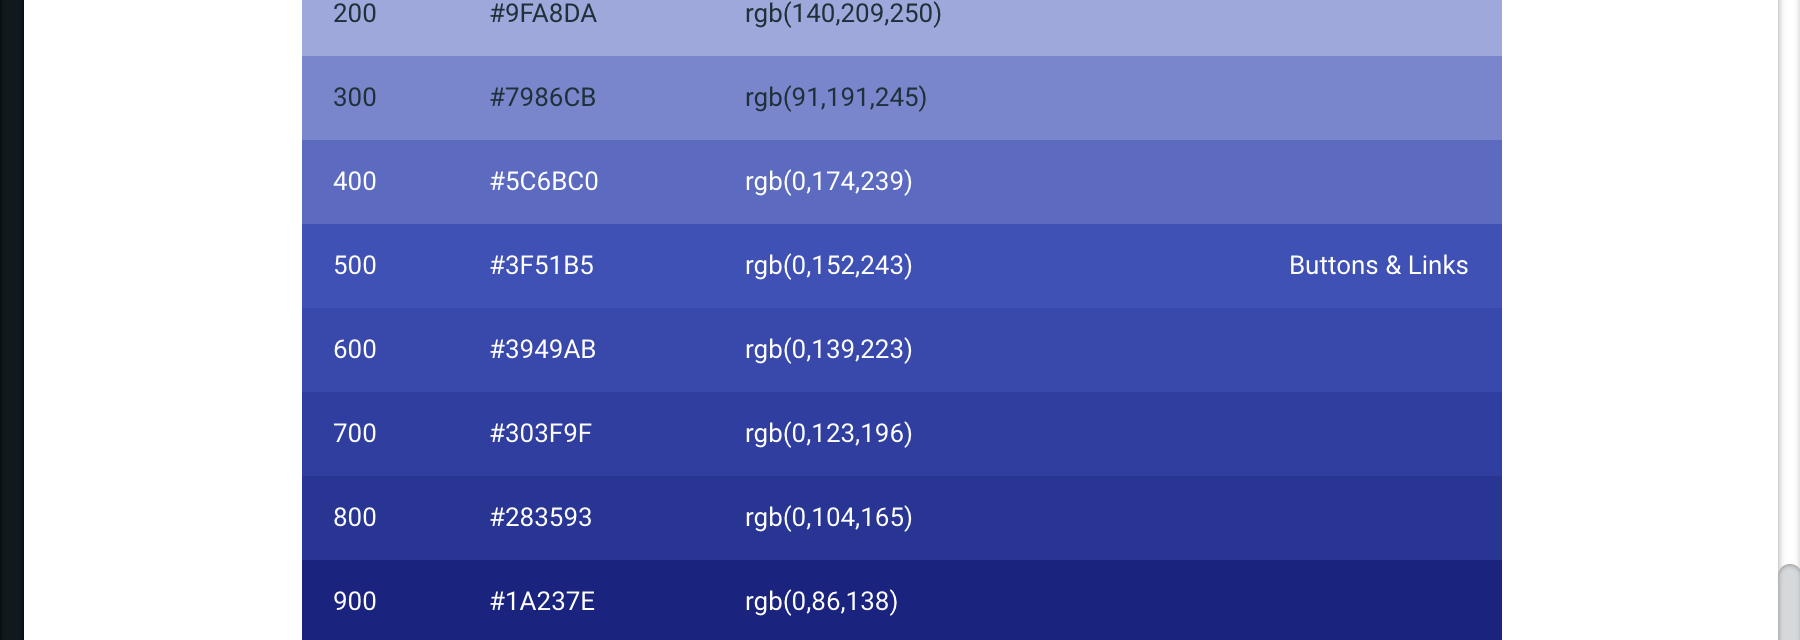 200 #9FA8DA rgb(140,209,250)
300 #7986CB rgb(91,191,245)
400 #5C6BC0 rgb(0,174,239)
500 #3F51B5 rgb(0,152,243) Buttons & Links
600 #3949AB rgb(0,139,223)
700 #303F9F rgb(0,123,196)
800 #283593 rgb(0,104,165)
900 #1A237E rgb(0,86,138)